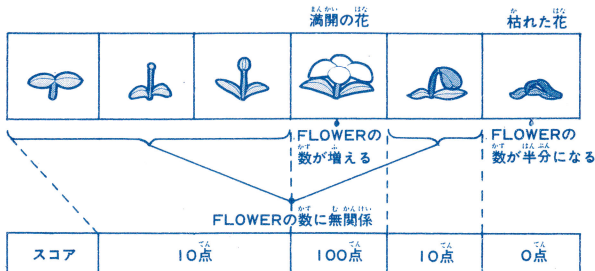 満開の花
枯れた花
FLOWERの
数が増える
FLOWERの
数が半分になる
FLOWERの数に無関係
スコア 10点 100点 10点 0点